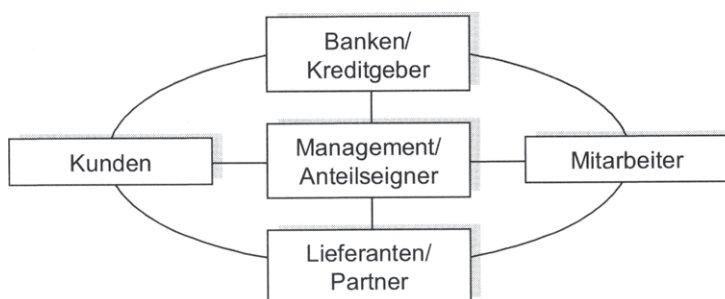 Banken/
Kreditgeber
Kunden
Management/
Anteilseigner
Mitarbeiter
Lieferanten/
Partner